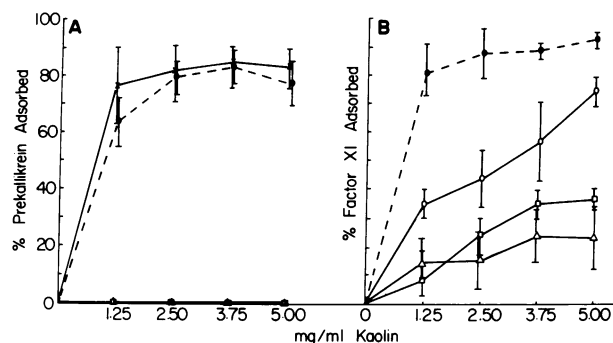 A
% Prekallikrein Adsorbed
100
80
60
40
20
0
1.25 2.50 3.75 5.00
B
% Factor XI Adsorbed
0 1.25 2.50 3.75 5.00
mg/ml Kaolin